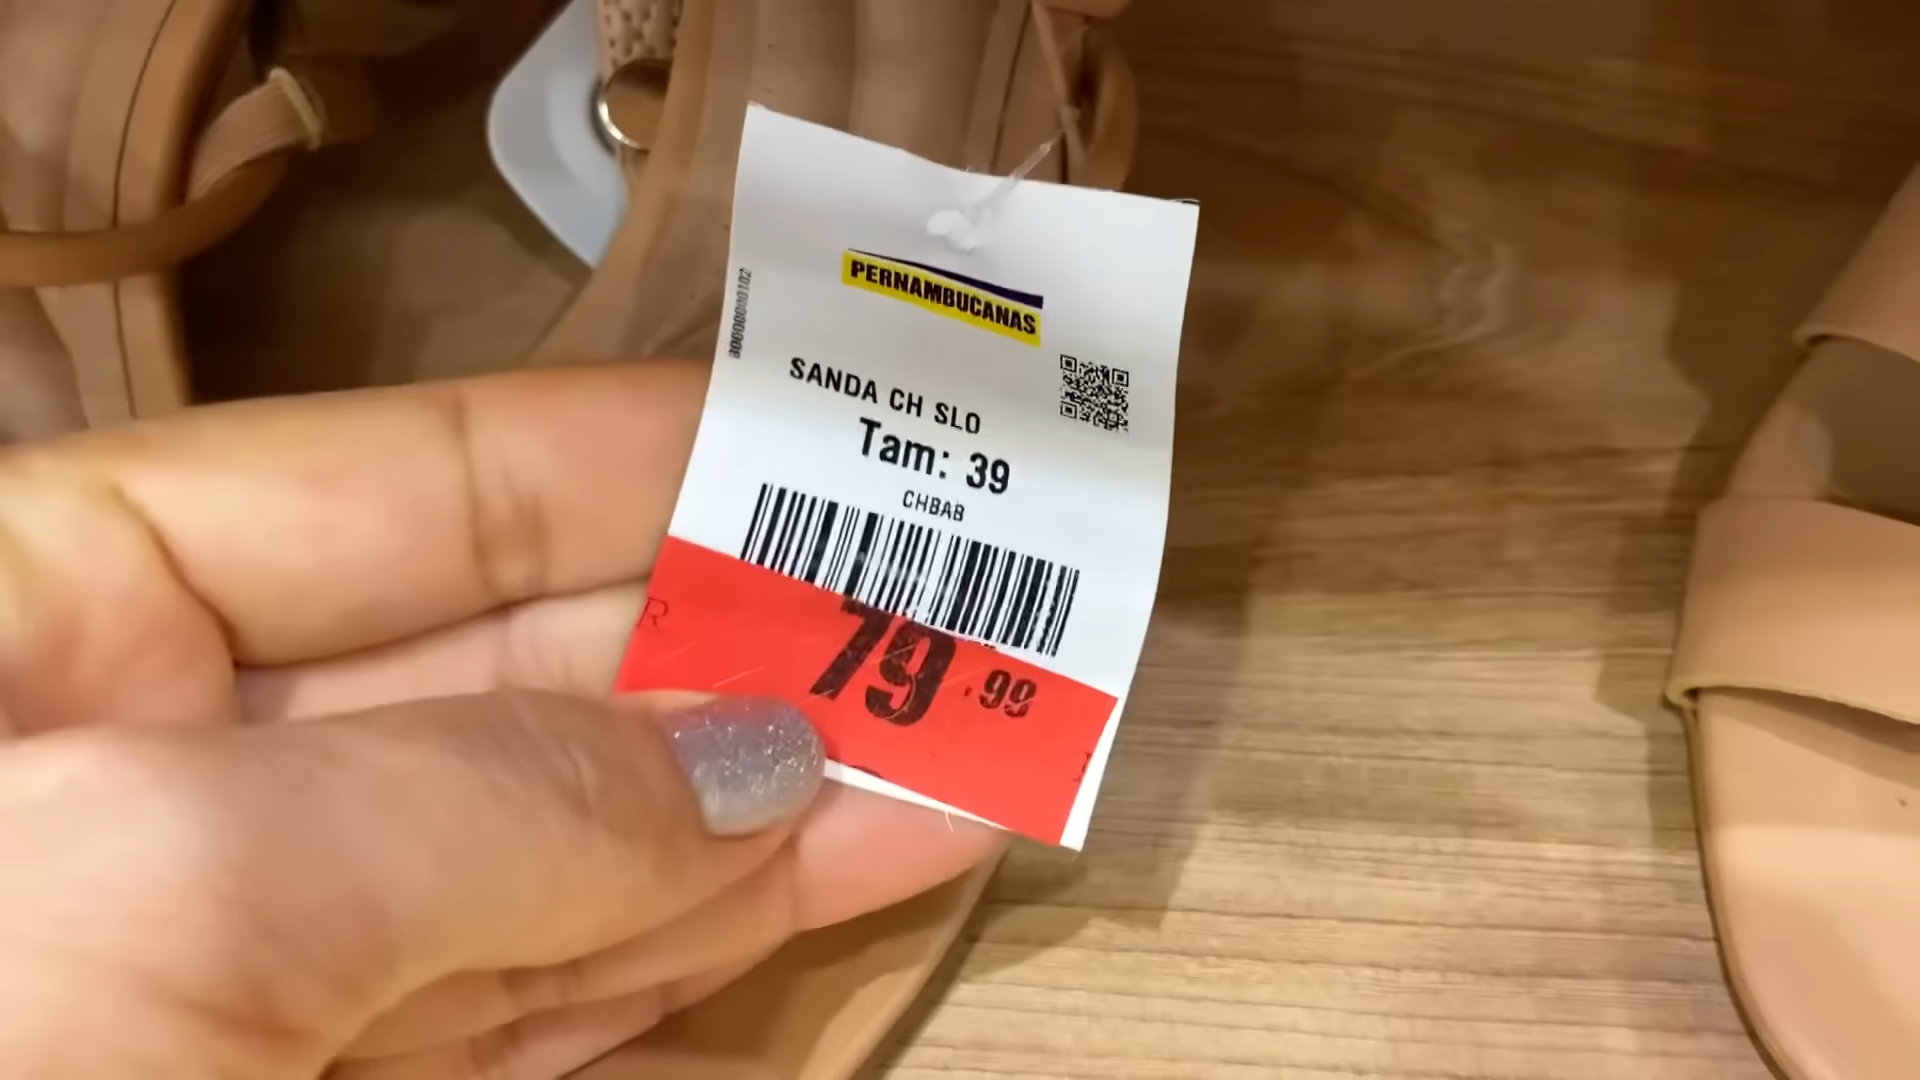 PERNAMBUCANAS
SANDA CH SLO
Tam: 39
CHBAB
R
79,99